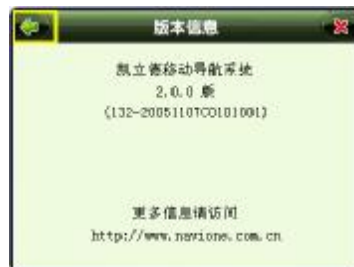 版本信息
凯立德移动导航系统
2.0.0 版
(132-20051107C0101001)
更多信息请访问
http://www.navione.com.cn